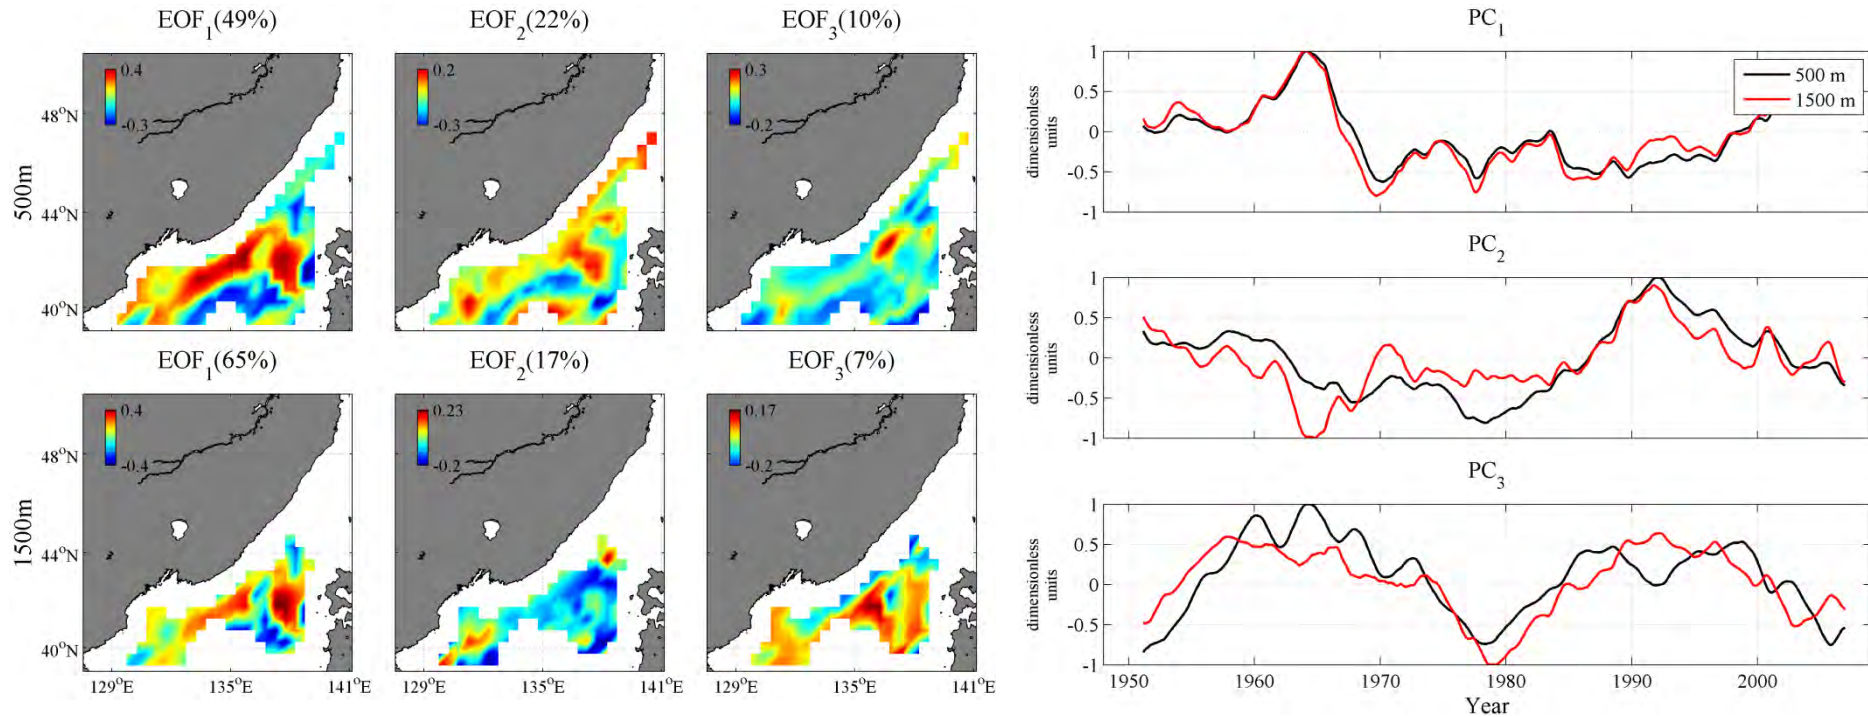 EOF1(49%)
EOF2(22%)
EOF3(10%)
500m
0.4
-0.3
0.2
-0.3
0.3
-0.2
48°N
44°N
40°N
135°E
EOF1(65%)
EOF2(17%)
EOF3(7%)
1500m
0.4
-0.4
0.23
-0.2
0.17
-0.2
48°N
44°N
40°N
129°E
135°E
141°E
129°E
135°E
141°E
129°E
135°E
141°E
PC1
dimensionless
units
1
0.5
0
-0.5
-1
500 m
1500 m
PC2
dimensionless
units
1
0.5
0
-0.5
-1
PC3
dimensionless
units
1
0.5
0
-0.5
-1
1950
1960
1970
1980
1990
2000
Year